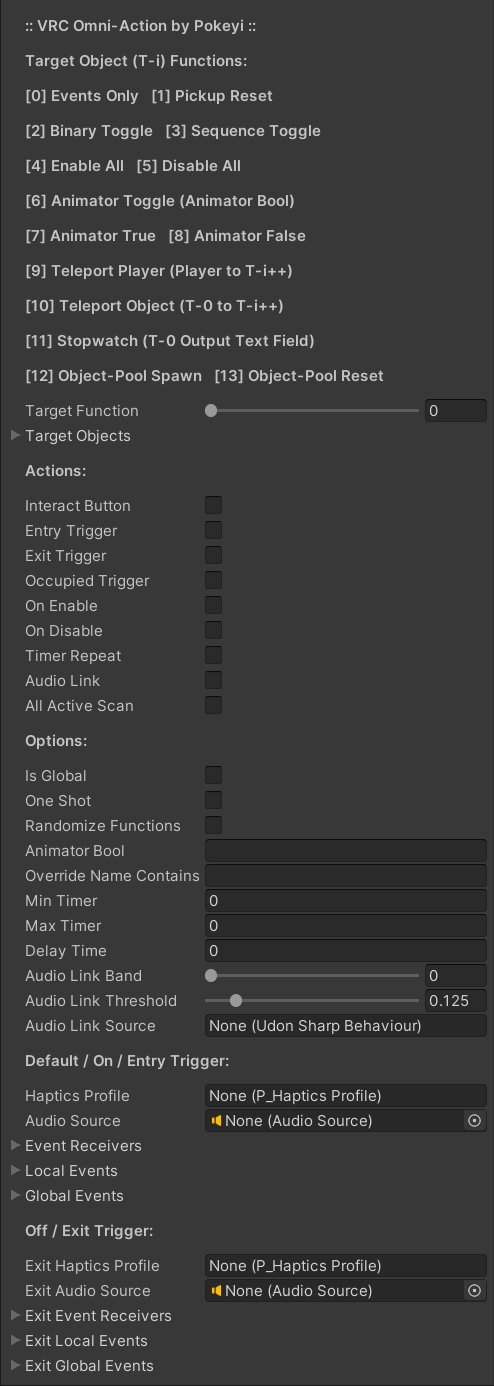 :: VRC Omni-Action by Pokeyi ::
Target Object (T-i) Functions:
[0] Events Only [1] Pickup Reset
[2] Binary Toggle [3] Sequence Toggle
[4] Enable All [5] Disable All
[6] Animator Toggle (Animator Bool)
[7] Animator True [8] Animator False
[9] Teleport Player (Player to T-i++)
[10] Teleport Object (T-0 to T-i++)
[11] Stopwatch (T-0 Output Text Field)
[12] Object-Pool Spawn [13] Object-Pool Reset
Target Function 0
Target Objects
Actions:
Interact Button
Entry Trigger
Exit Trigger
Occupied Trigger
On Enable
On Disable
Timer Repeat
Audio Link
All Active Scan
Options:
Is Global
One Shot
Randomize Functions
Animator Bool
Override Name Contains
Min Timer 0
Max Timer 0
Delay Time 0
Audio Link Band 0
Audio Link Threshold 0.125
Audio Link Source None (Udon Sharp Behaviour)
Default / On / Entry Trigger:
Haptics Profile None (P_Haptics Profile)
Audio Source None (Audio Source)
Event Receivers
Local Events
Global Events
Off / Exit Trigger:
Exit Haptics Profile None (P_Haptics Profile)
Exit Audio Source None (Audio Source)
Exit Event Receivers
Exit Local Events
Exit Global Events